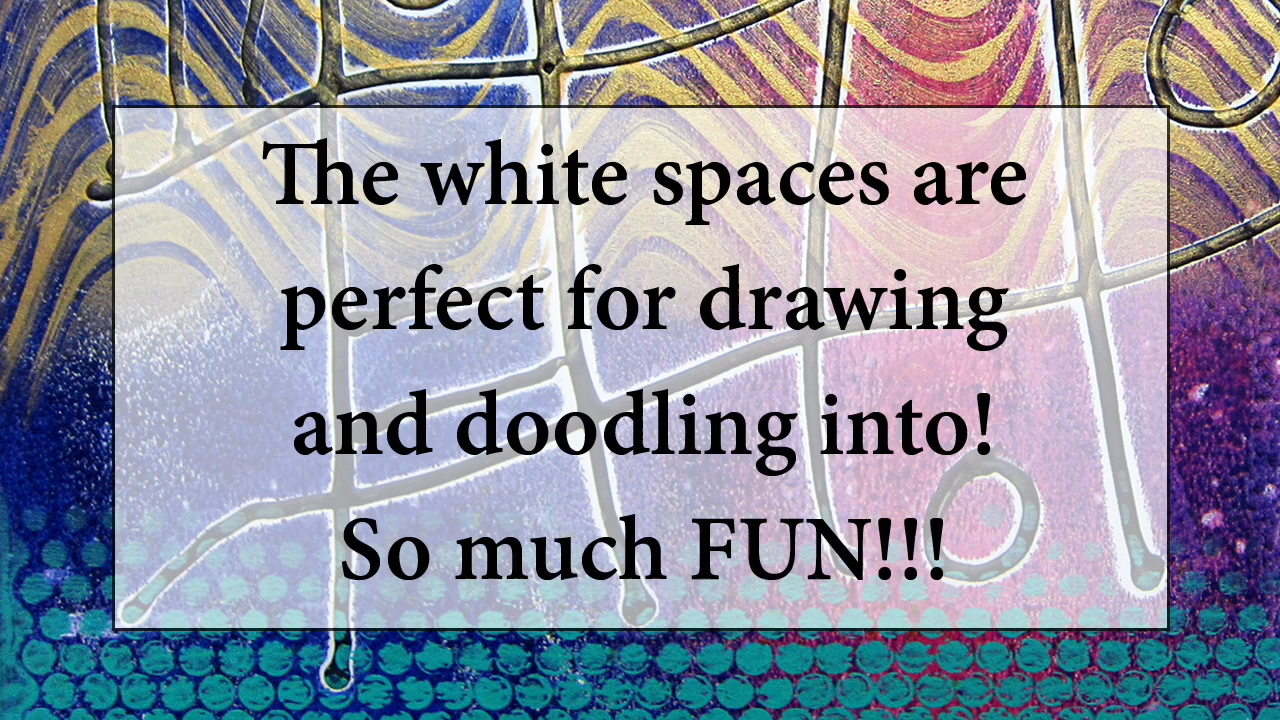 The white spaces are
perfect for drawing
and doodling into!
So much FUN!!!